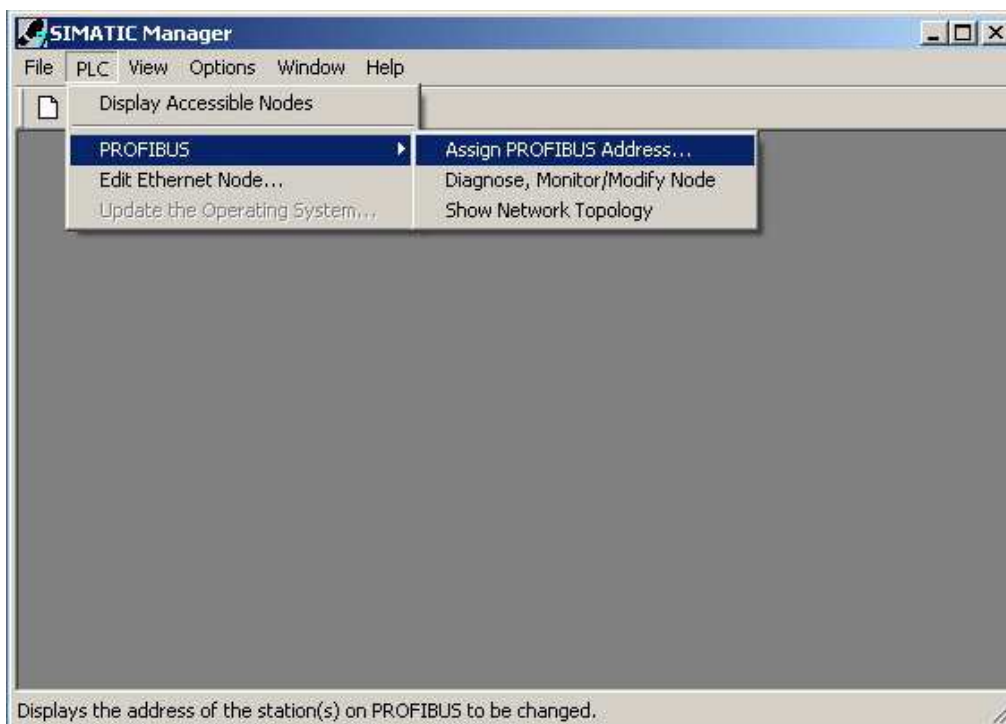 SIMATIC Manager
File PLC View Options Window Help
Display Accessible Nodes
PROFIBUS
Assign PROFIBUS Address...
Edit Ethernet Node...
Diagnose, Monitor/Modify Node
Update the Operating System...
Show Network Topology
Displays the address of the station(s) on PROFIBUS to be changed.